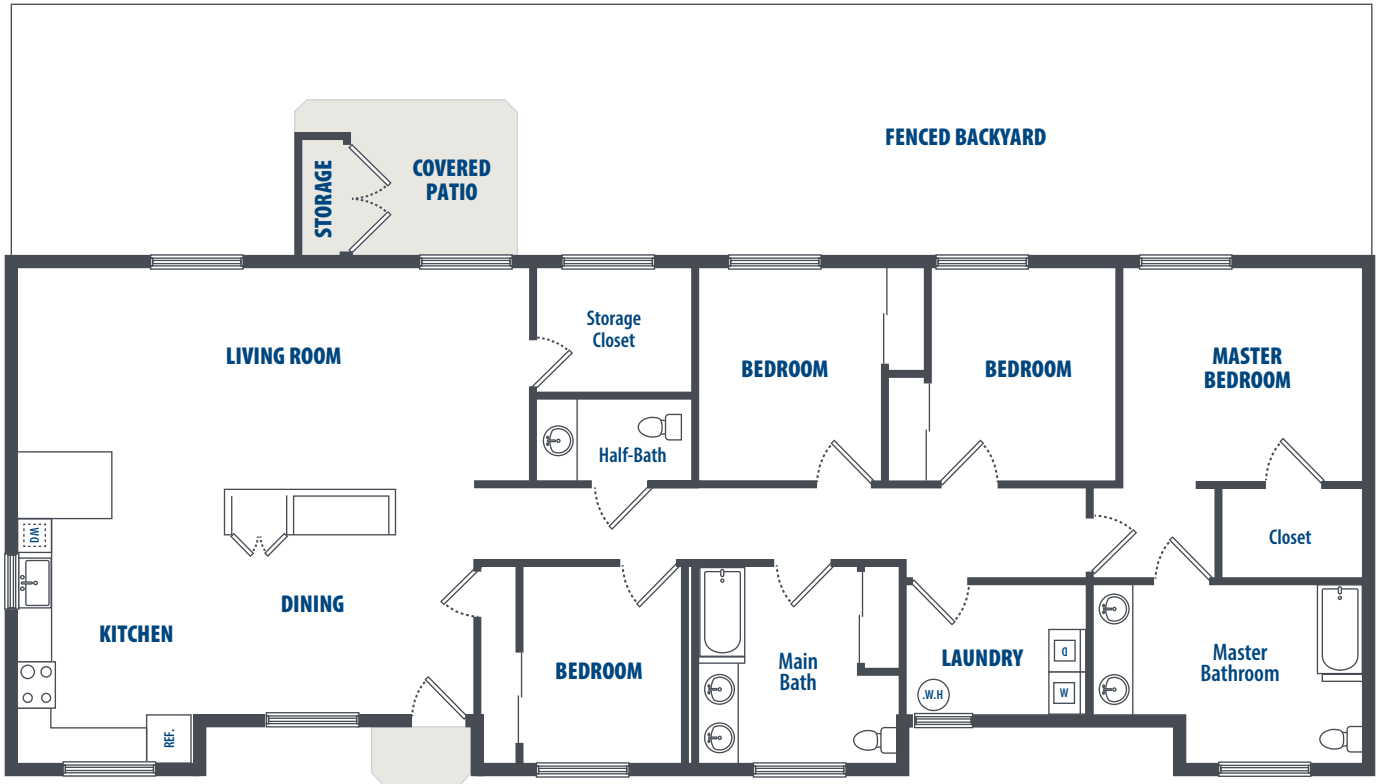 FENCED BACKYARD
STORAGE
COVERED
PATIO
LIVING ROOM
Storage
Closet
BEDROOM
BEDROOM
MASTER
BEDROOM
Half-Bath
D/W
Closet
DINING
KITCHEN
BEDROOM
Main
Bath
LAUNDRY
D
W
.W.H
Master
Bathroom
REF.